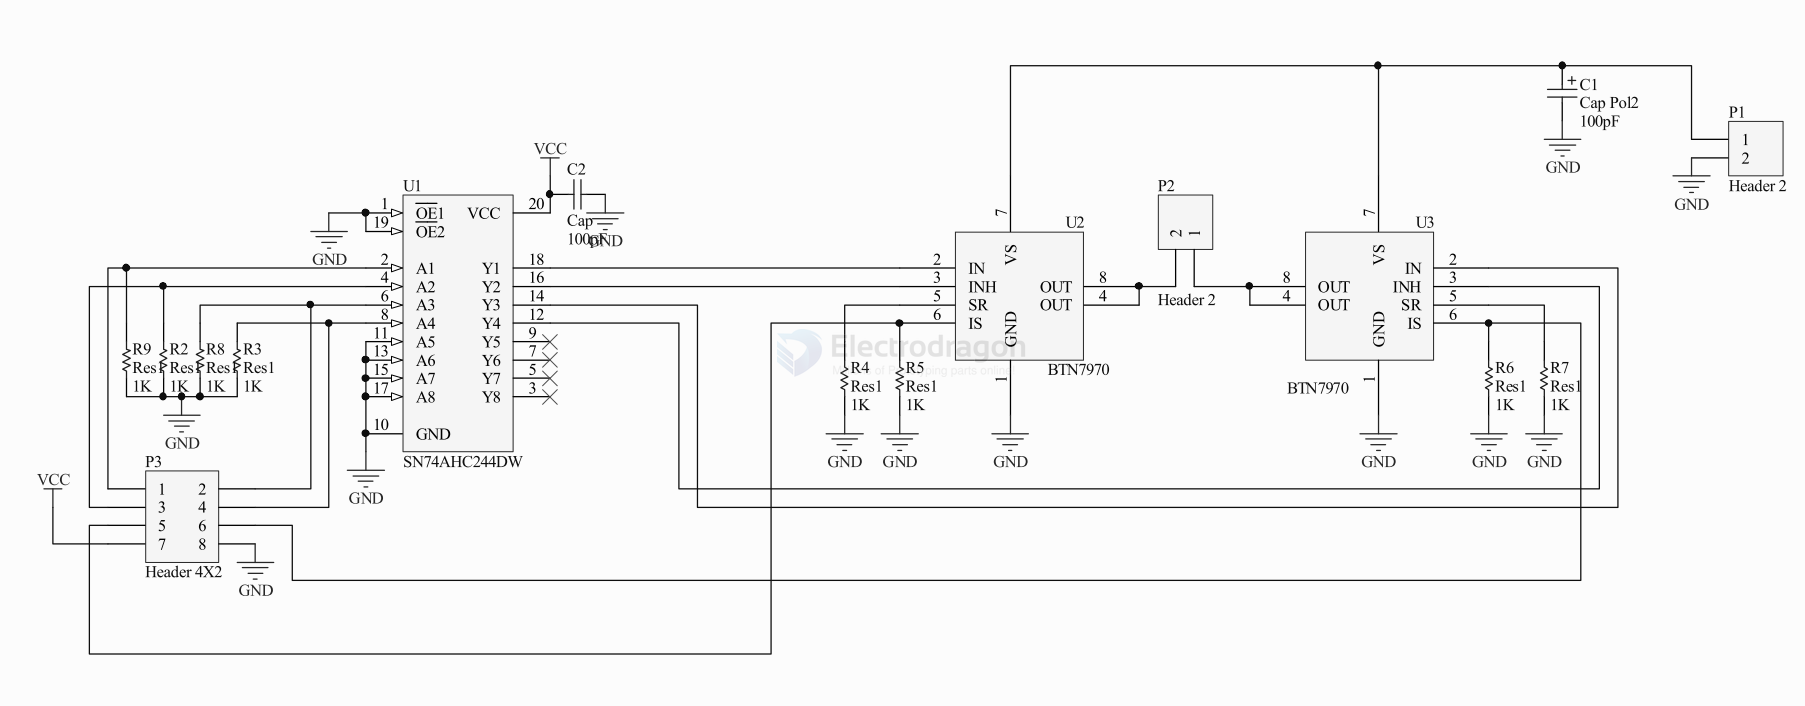 C1
Cap Pol2
100pF
GND
P1
1
2
Header 2
GND
VCC
C2
Cap
100pF
GND
U1
1
19
OE1
OE2
VCC
20
GND
2 A1 Y1 18
4 A2 Y2 16
6 A3 Y3 14
8 A4 Y4 12
11 A5 Y5 9
13 A6 Y6 7
15 A7 Y7 5
17 A8 Y8 3
10 GND
SN74AHC244DW
GND
R9
Res1
1K
R2
Res1
1K
R8
Res1
1K
R3
Res1
1K
GND
P3
1 2
3 4
5 6
7 8
Header 4X2
VCC
GND
U2
7
VS
2 IN
3 INH OUT 8
5 SR OUT 4
6 IS
GND
1
BTN7970
GND
R4
Res1
1K
GND
R5
Res1
1K
GND
P2
2 1
Header 2
U3
7
VS
IN 2
8 OUT INH 3
4 OUT SR 5
IS 6
GND
1
BTN7970
GND
R6
Res1
1K
GND
R7
Res1
1K
GND
Electrodragon